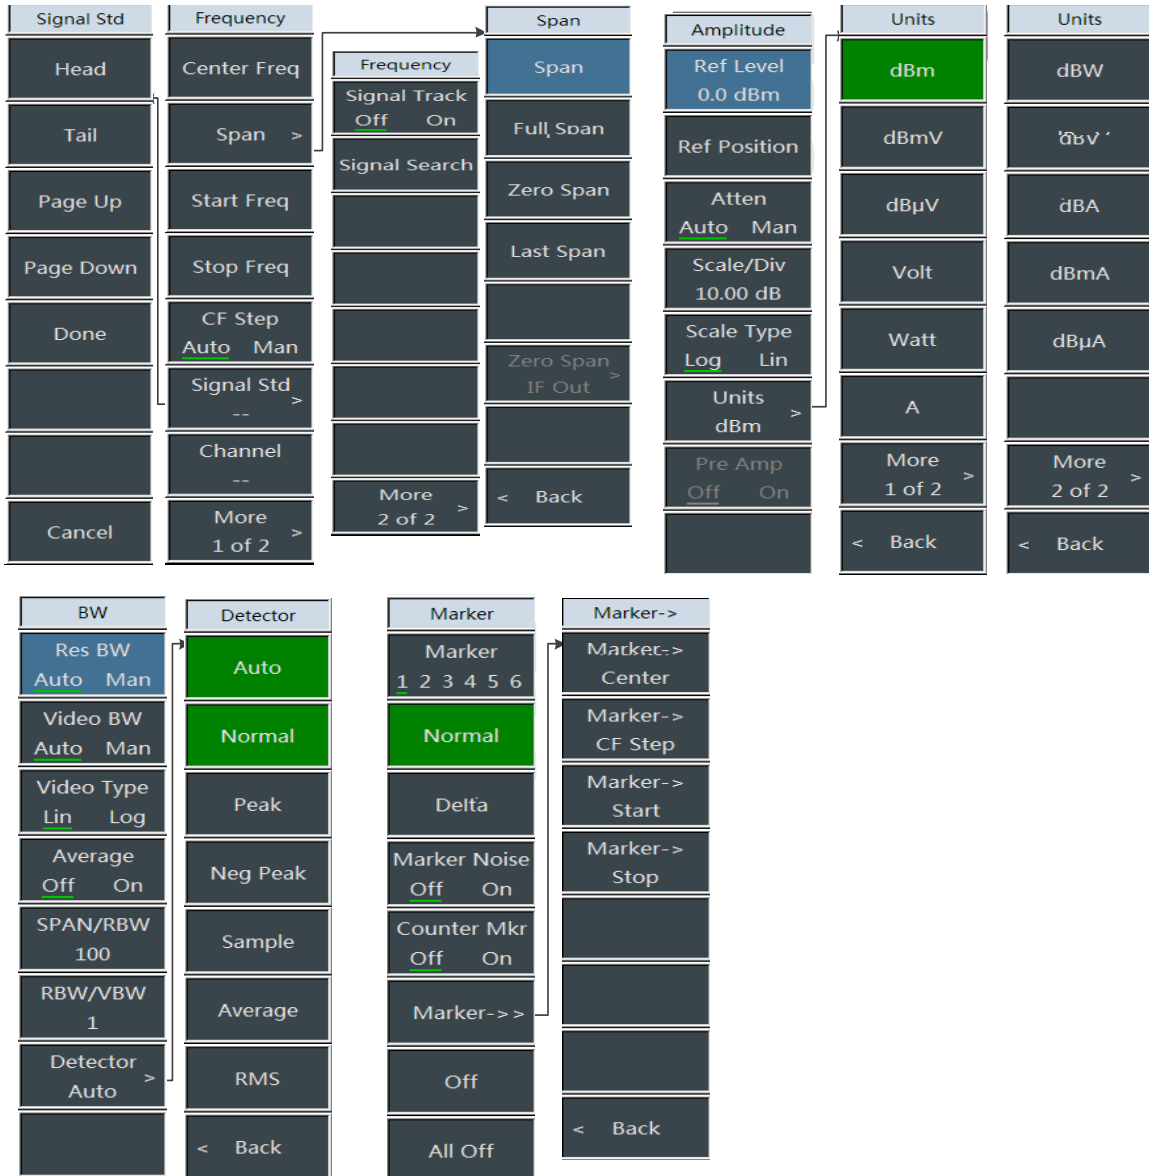 Signal Std
Head
Tail
Page Up
Page Down
Done
Cancel
Frequency
Center Freq
Span >
Start Freq
Stop Freq
CF Step
Auto Man
Signal Std
-- >
Channel
--
More
1 of 2 >
Frequency
Signal Track
Off On
Signal Search
More
2 of 2 >
Span
Span
Full Span
Zero Span
Last Span
Zero Span
IF Out >
< Back
Amplitude
Ref Level
0.0 dBm
Ref Position
Atten
Auto Man
Scale/Div
10.00 dB
Scale Type
Log Lin
Units
dBm >
Pre Amp
Off On
Units
dBm
dBmV
dBµV
Volt
Watt
A
More
1 of 2 >
< Back
Units
dBW
dBV
dBA
dBmA
dBµA
More
2 of 2 >
< Back
BW
Res BW
Auto Man
Video BW
Auto Man
Video Type
Lin Log
Average
Off On
SPAN/RBW
100
RBW/VBW
1
Detector
Auto >
Detector
Auto
Normal
Peak
Neg Peak
Sample
Average
RMS
< Back
Marker
Marker
1 2 3 4 5 6
Normal
Delta
Marker Noise
Off On
Counter Mkr
Off On
Marker->>
Off
All Off
Marker->
Marker->
Center
Marker->
CF Step
Marker->
Start
Marker->
Stop
< Back